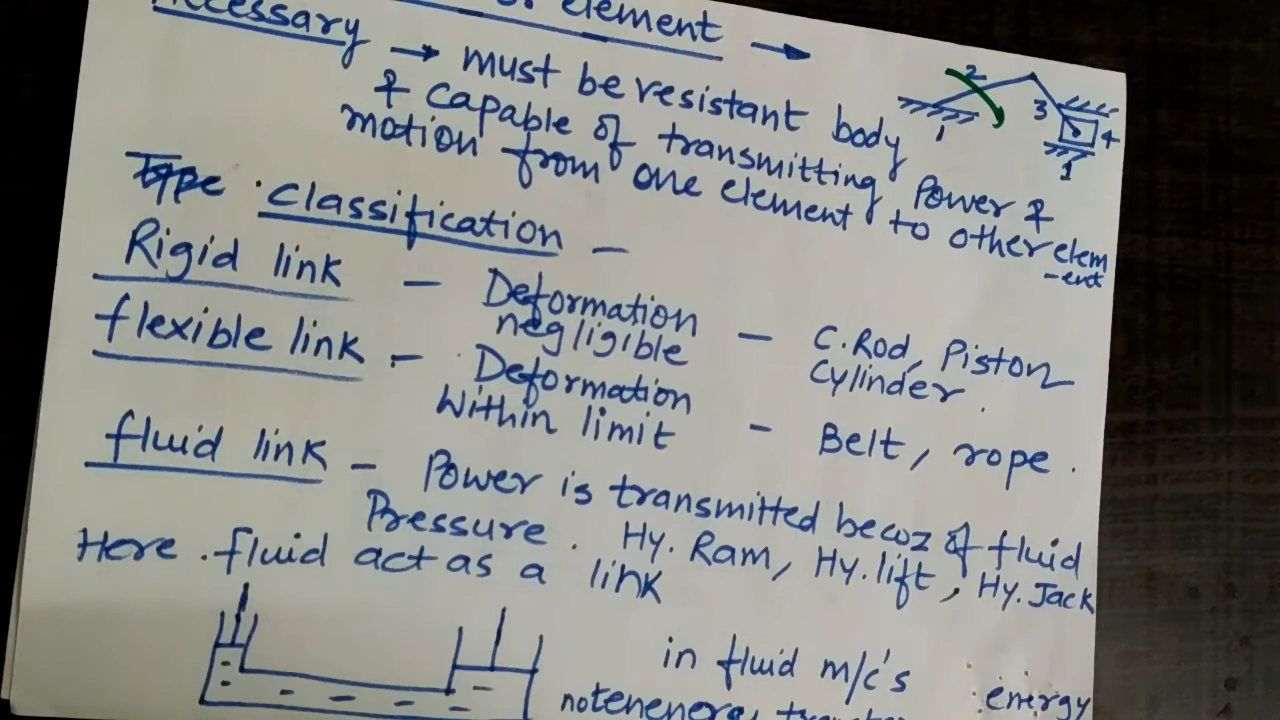 element →
Necessary → must be resistant body
& capable of transmitting Power &
motion from one element to other elem
-ent
Type Classification –
Rigid link – Deformation negligible – C.Rod, Piston Cylinder.
flexible link – Deformation Within limit – Belt, rope.
fluid link – Power is transmitted becoz of fluid
Pressure. Hy. Ram, Hy. lift, Hy. Jack
Here fluid act as a link
in fluid m/c's energy
2
3
4
1
1